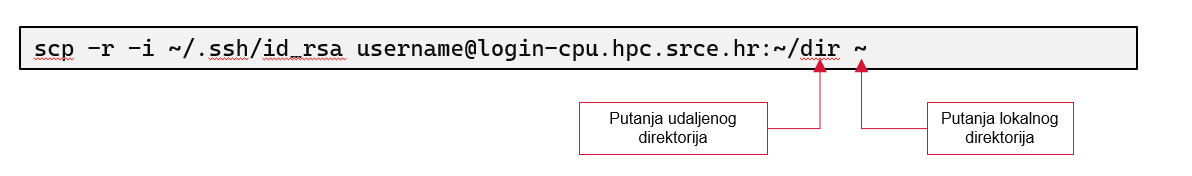 scp -r -i ~/.ssh/id_rsa username@login-cpu.hpc.srce.hr:~/dir ~
Putanja udaljenog
direktorija
Putanja lokalnog
direktorija